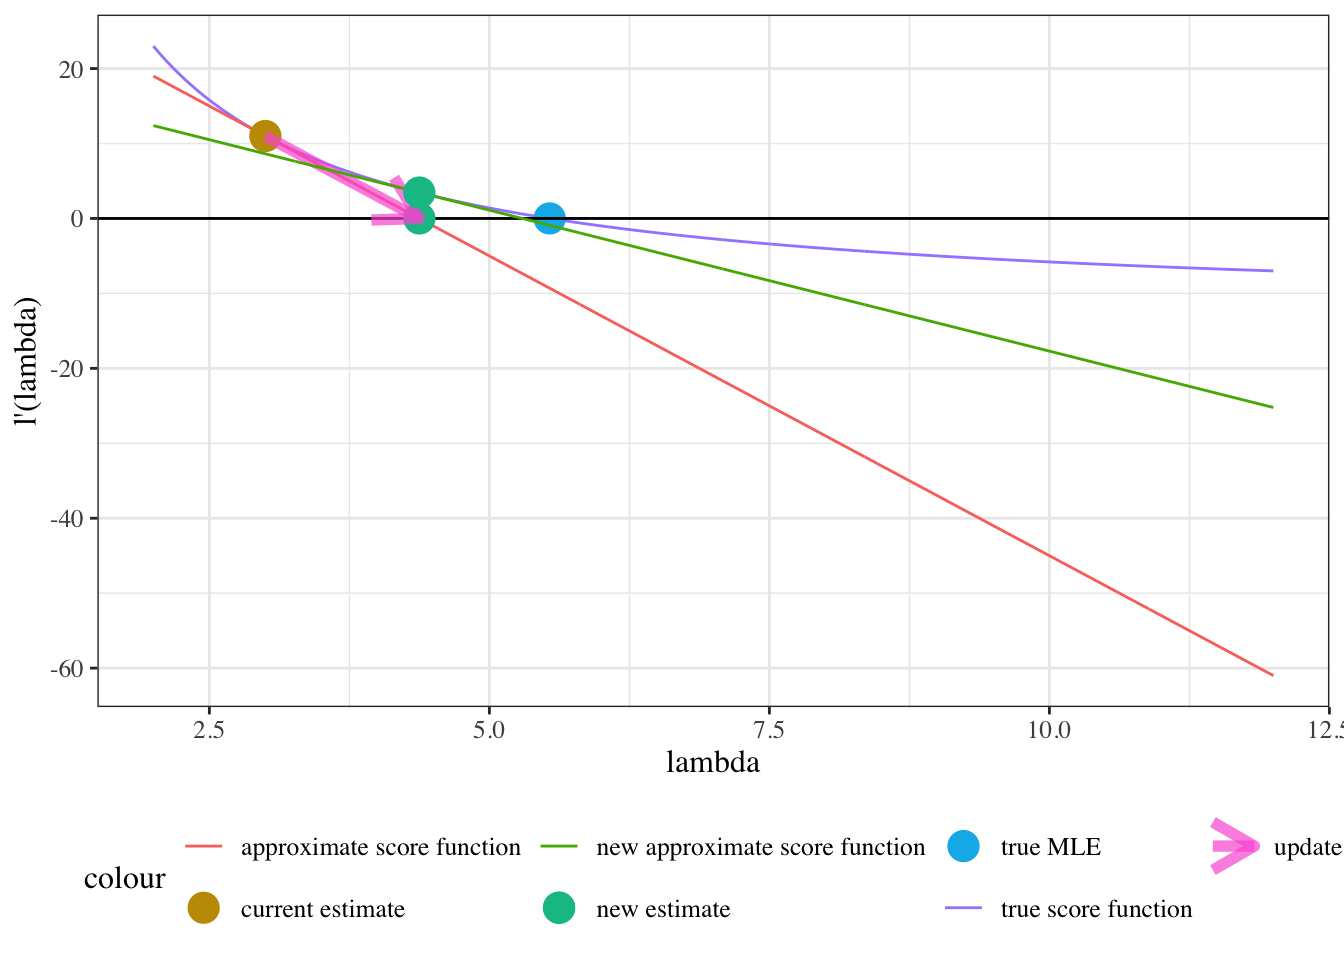 20
0
-20
-40
-60
l'(lambda)
2.5 5.0 7.5 10.0 12.5
lambda
colour
approximate score function new approximate score function true MLE update
current estimate new estimate true score function